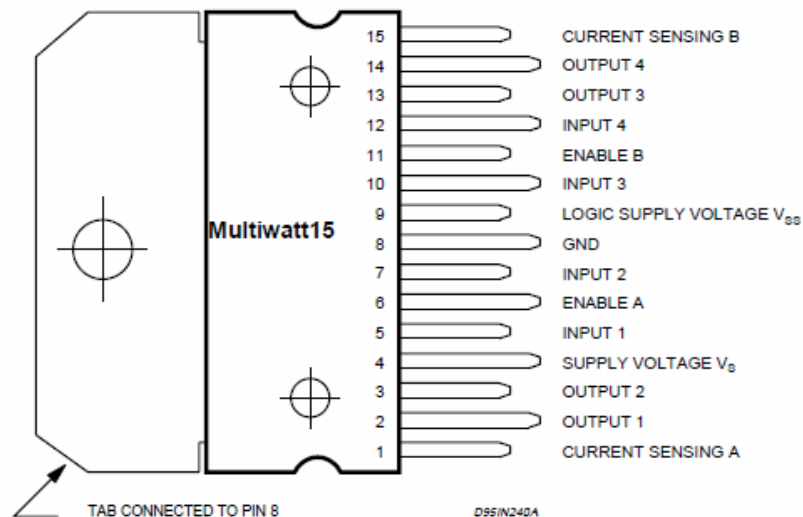 15 CURRENT SENSING B
14 OUTPUT 4
13 OUTPUT 3
12 INPUT 4
11 ENABLE B
10 INPUT 3
9 LOGIC SUPPLY VOLTAGE VSS
Multiwatt15
8 GND
7 INPUT 2
6 ENABLE A
5 INPUT 1
4 SUPPLY VOLTAGE VS
3 OUTPUT 2
2 OUTPUT 1
1 CURRENT SENSING A
TAB CONNECTED TO PIN 8 D95IN240A